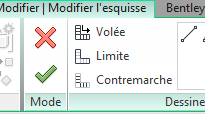 Modifier | Modifier l'esquisse Bentley
Volée
Limite
Contremarche
Mode Dessine